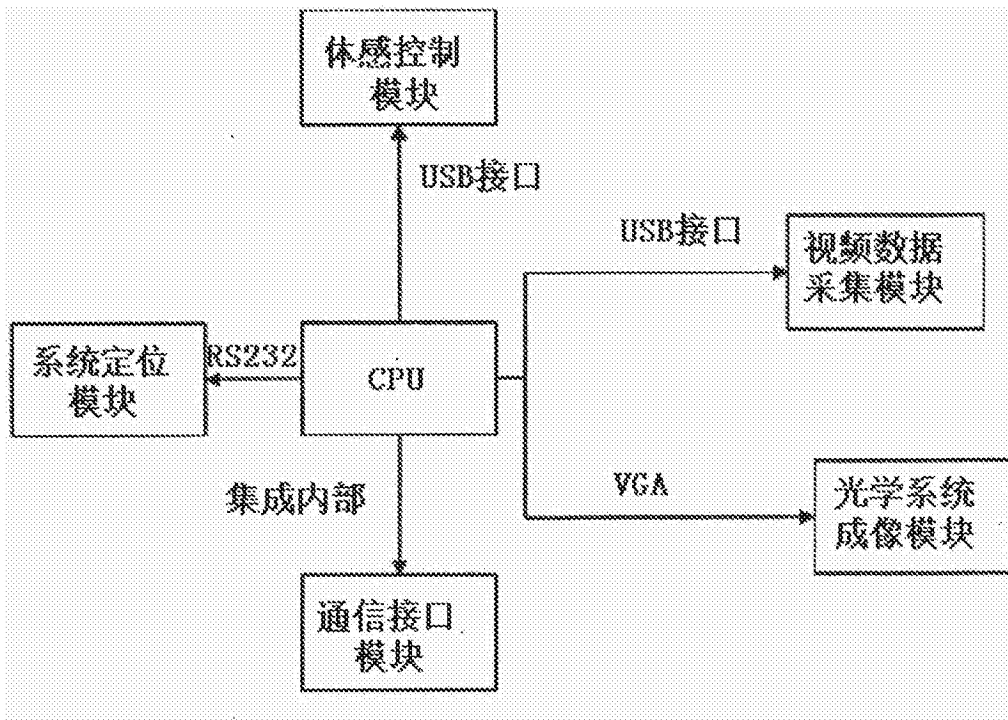 体感控制
模块
USB接口
USB接口
视频数据
采集模块
系统定位
模块
RS232
CPU
集成内部
VGA
光学系统
成像模块
通信接口
模块